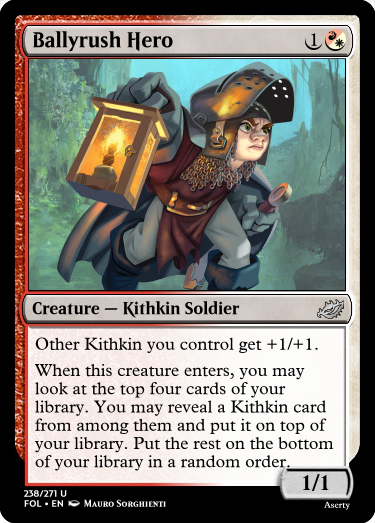 Ballyrush Hero 1
Creature — Kithkin Soldier
Other Kithkin you control get +1/+1.
When this creature enters, you may
look at the top four cards of your
library. You may reveal a Kithkin card
from among them and put it on top of
your library. Put the rest on the bottom
of your library in a random order.
1/1
238/271 U
FOL • EN Mauro Sorghienti
Aserty